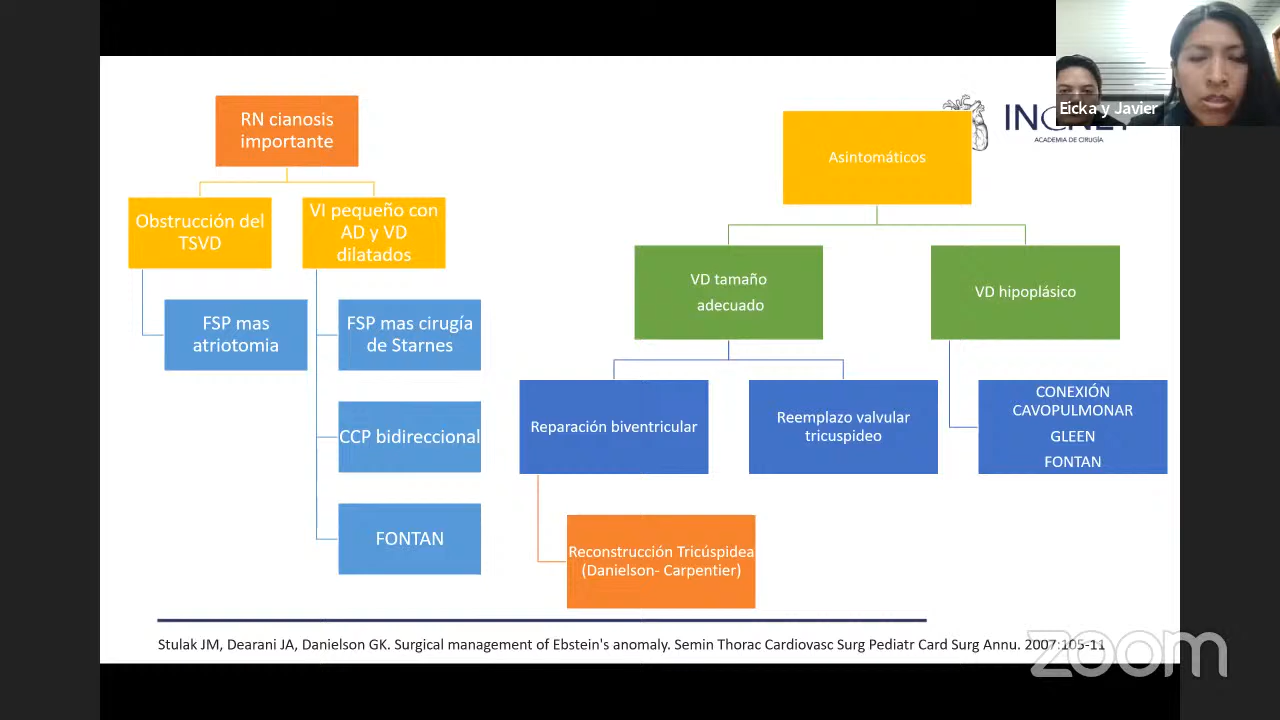 Eicka y Javier
ACADEMIA DE CIRUGÍA
RN cianosis
importante
Obstrucción del
TSVD
VI pequeño con
AD y VD
dilatados
FSP mas
atriotomia
FSP mas cirugía
de Starnes
CCP bidireccional
FONTAN
Asintomáticos
VD tamaño
adecuado
VD hipoplásico
Reparación biventricular
Reemplazo valvular
tricuspideo
CONEXIÓN
CAVOPULMONAR
GLEEN
FONTAN
Reconstrucción Tricúspidea
(Danielson- Carpentier)
Stulak JM, Dearani JA, Danielson GK. Surgical management of Ebstein's anomaly. Semin Thorac Cardiovasc Surg Pediatr Card Surg Annu. 2007:105-11
zoom